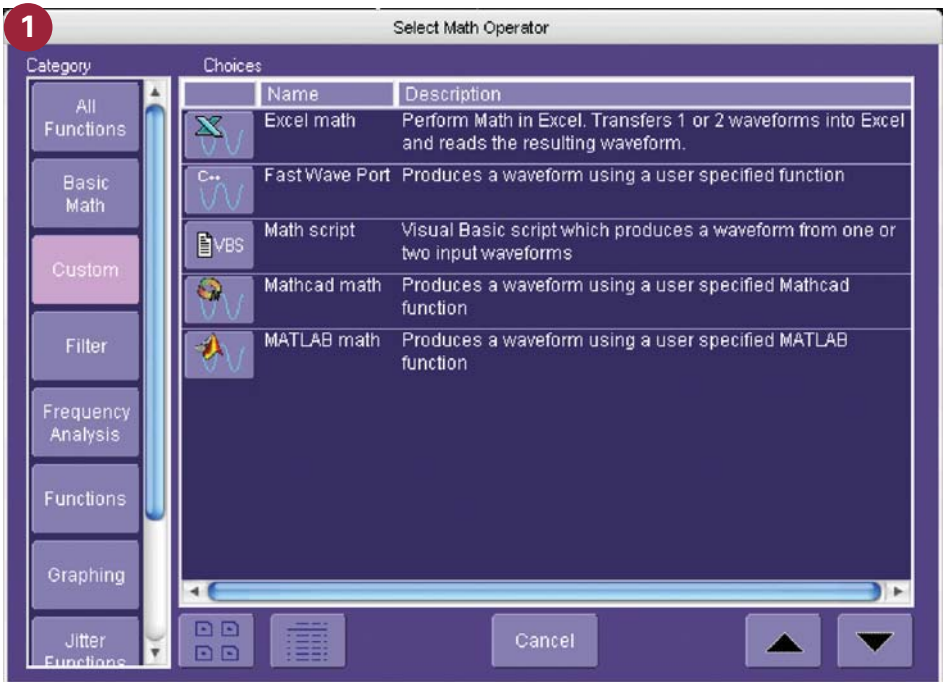 1
Select Math Operator
Category
Choices
All
Functions
Basic
Math
Custom
Filter
Frequency
Analysis
Functions
Graphing
Jitter
Functions
Name Description
Excel math Perform Math in Excel. Transfers 1 or 2 waveforms into Excel
and reads the resulting waveform.
C++
Fast Wave Port Produces a waveform using a user specified function
VBS
Math script Visual Basic script which produces a waveform from one or
two input waveforms
Mathcad math Produces a waveform using a user specified Mathcad
function
MATLAB math Produces a waveform using a user specified MATLAB
function
Cancel